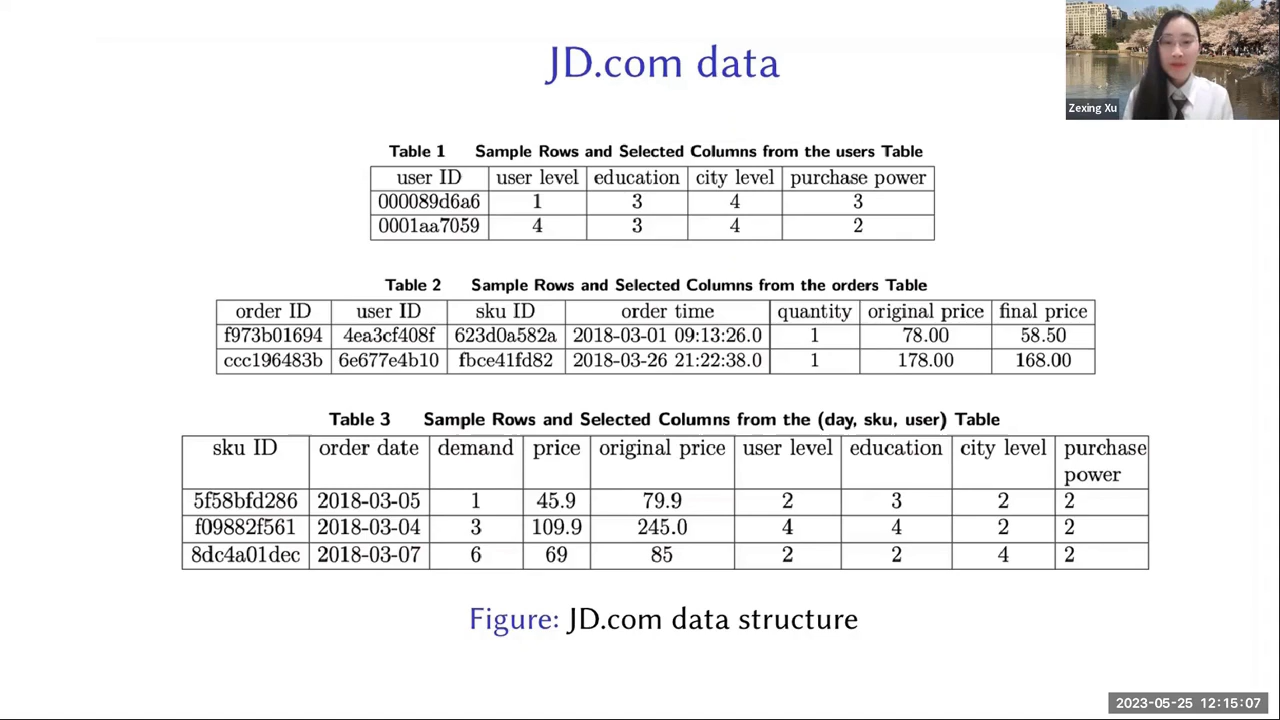 JD.com data
Zexing Xu
Table 1 Sample Rows and Selected Columns from the users Table
user ID user level education city level purchase power
000089d6a6 1 3 4 3
0001aa7059 4 3 4 2
Table 2 Sample Rows and Selected Columns from the orders Table
order ID user ID sku ID order time quantity original price final price
f973b01694 4ea3cf408f 623d0a582a 2018-03-01 09:13:26.0 1 78.00 58.50
ccc196483b 6e677e4b10 fbce41fd82 2018-03-26 21:22:38.0 1 178.00 168.00
Table 3 Sample Rows and Selected Columns from the (day, sku, user) Table
sku ID order date demand price original price user level education city level purchase
power
5f58bfd286 2018-03-05 1 45.9 79.9 2 3 2 2
f09882f561 2018-03-04 3 109.9 245.0 4 4 2 2
8dc4a01dec 2018-03-07 6 69 85 2 2 4 2
Figure: JD.com data structure
2023-05-25 12:15:07